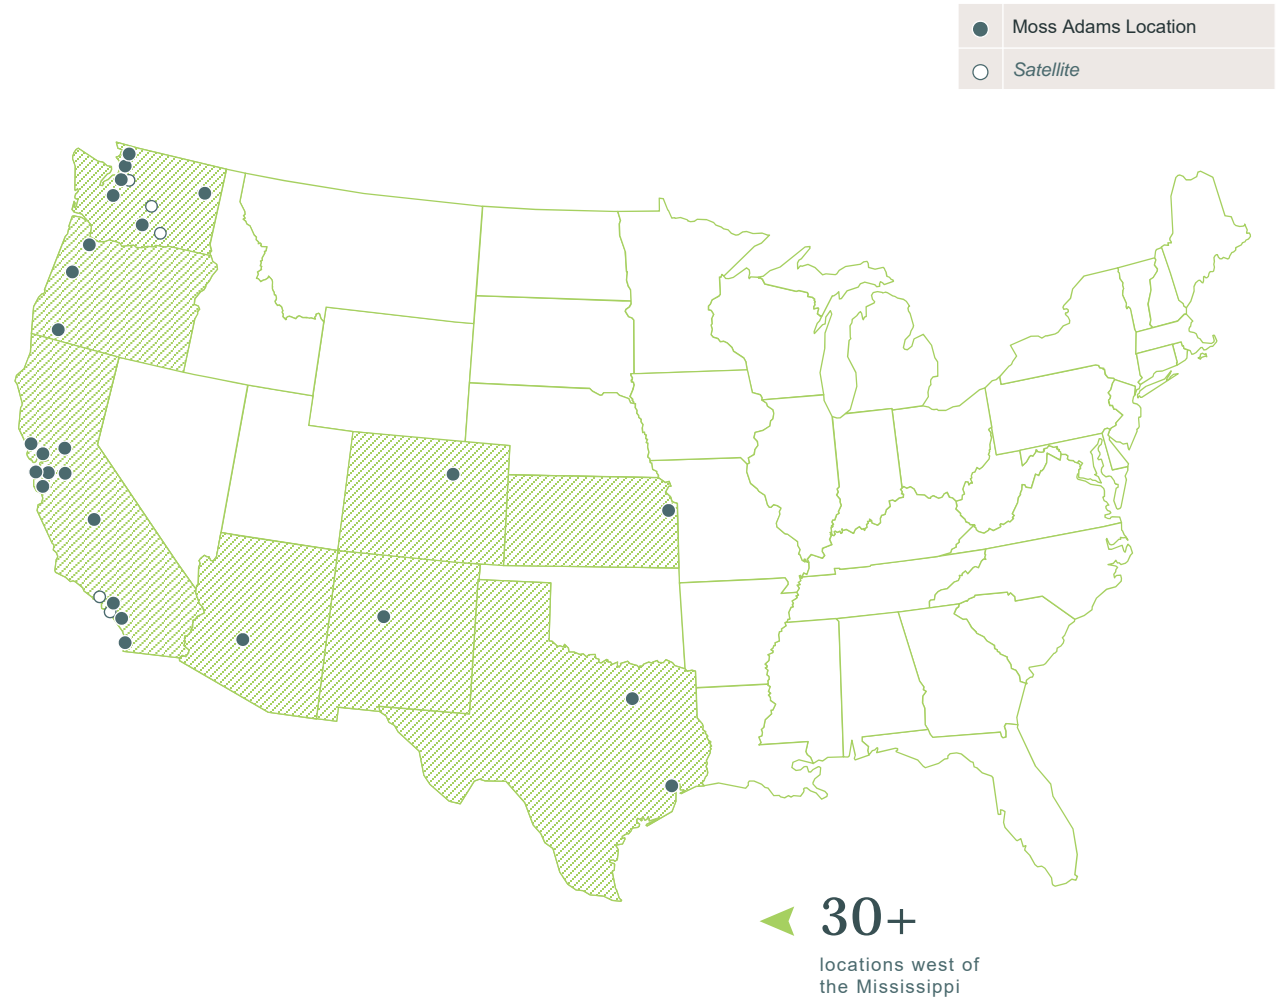 Moss Adams Location
Satellite
30+
locations west of
the Mississippi